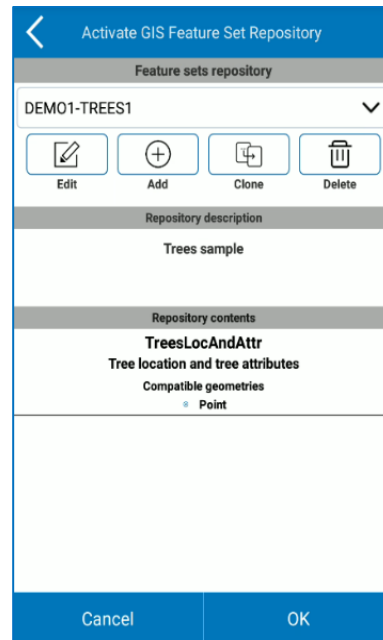 Activate GIS Feature Set Repository
Feature sets repository
DEMO1-TREES1
Edit Add Clone Delete
Repository description
Trees sample
Repository contents
TreesLocAndAttr
Tree location and tree attributes
Compatible geometries
Point
Cancel OK